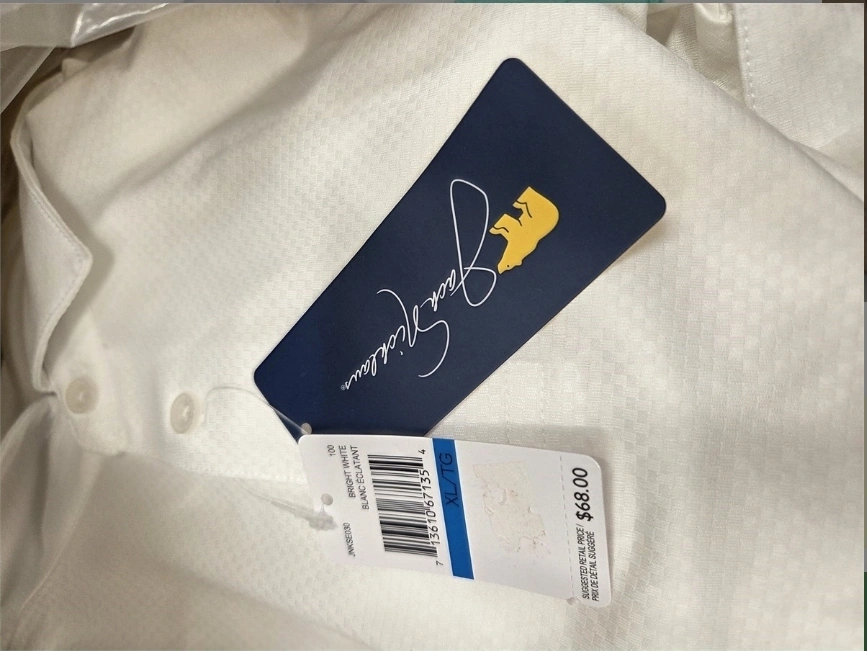 Jack Nicklaus®
JNKSE030
100
BRIGHT WHITE
BLANC ÉCLATANT
7 13610 67135 4
XL/TG
SUGGESTED RETAIL PRICE/
PRIX DE DÉTAIL SUGGÉRÉ
$68.00